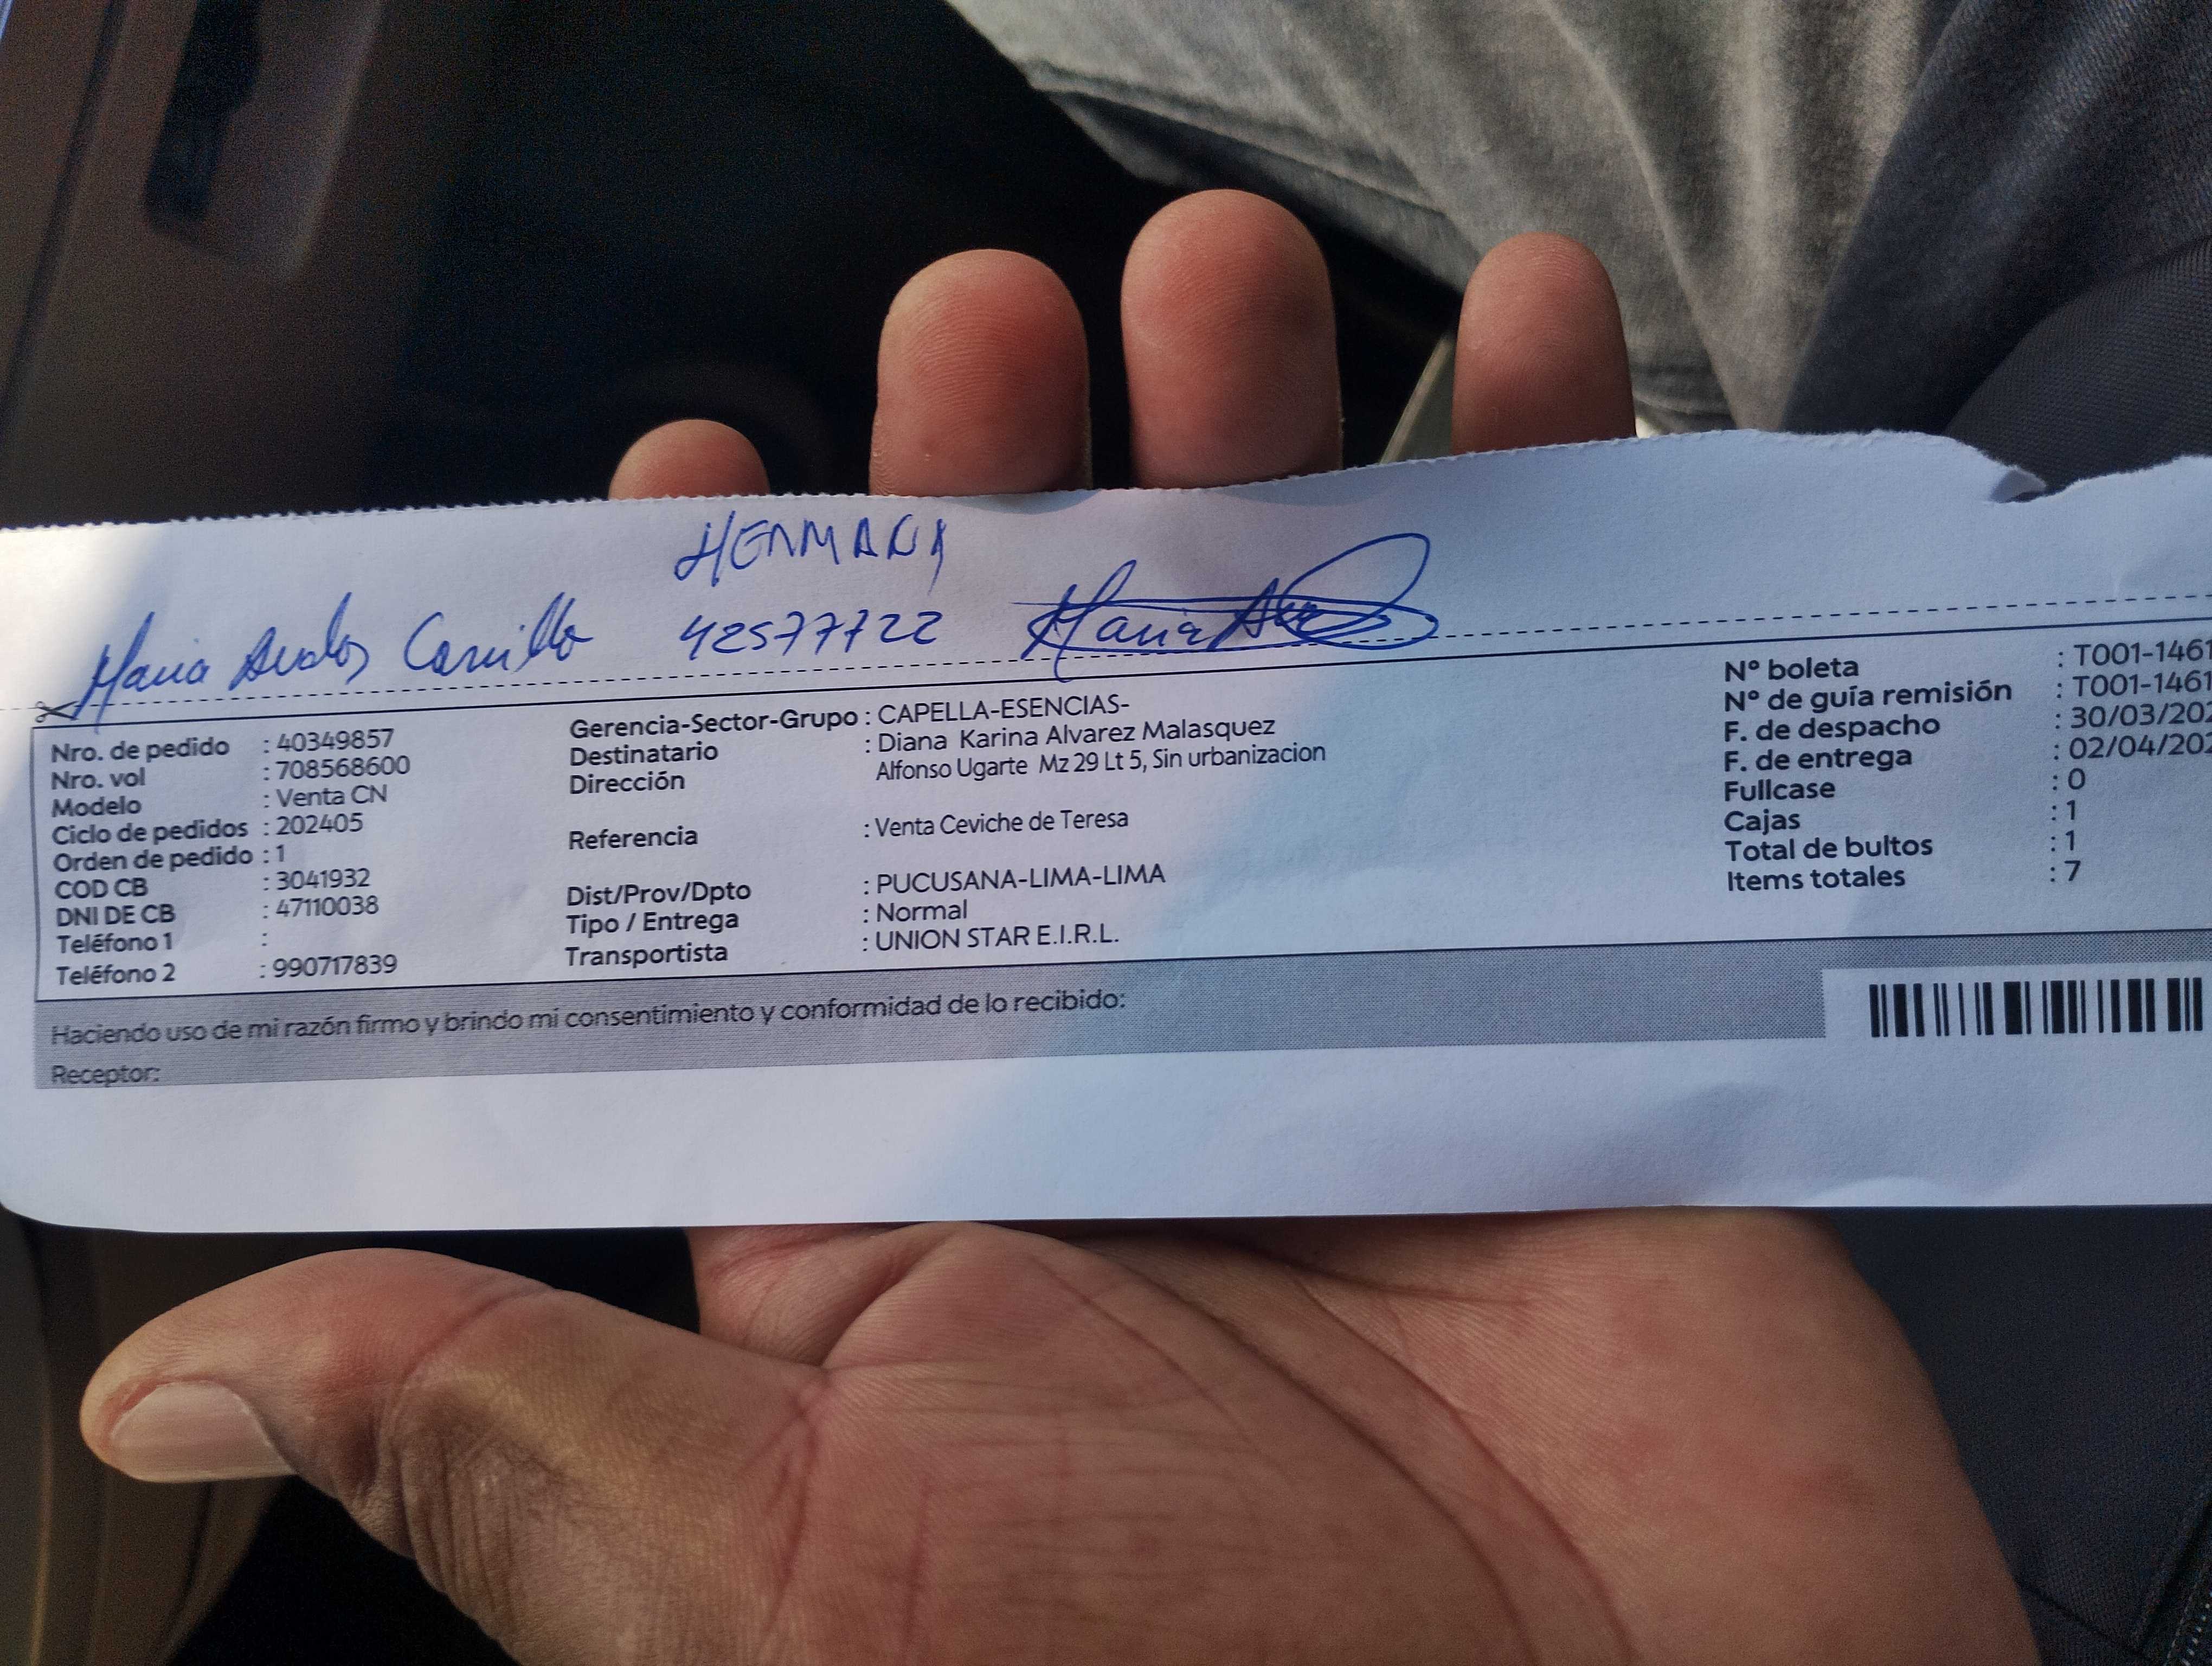 HERMANA
Maria Avalos Carrillo 42577722 Maria
Nro. de pedido : 40349857
Nro. vol : 708568600
Modelo : Venta CN
Ciclo de pedidos : 202405
Orden de pedido : 1
COD CB : 3041932
DNI DE CB : 47110038
Teléfono 1 :
Teléfono 2 : 990717839
Gerencia-Sector-Grupo : CAPELLA-ESENCIAS-
Destinatario : Diana Karina Alvarez Malasquez
Dirección Alfonso Ugarte Mz 29 Lt 5, Sin urbanizacion
Referencia : Venta Ceviche de Teresa
Dist/Prov/Dpto : PUCUSANA-LIMA-LIMA
Tipo / Entrega : Normal
Transportista : UNION STAR E.I.R.L.
Nº boleta : T001-1461
Nº de guía remisión : T001-1461
F. de despacho : 30/03/202
F. de entrega : 02/04/202
Fullcase : 0
Cajas : 1
Total de bultos : 1
Items totales : 7
Haciendo uso de mi razón firmo y brindo mi consentimiento y conformidad de lo recibido:
Receptor: